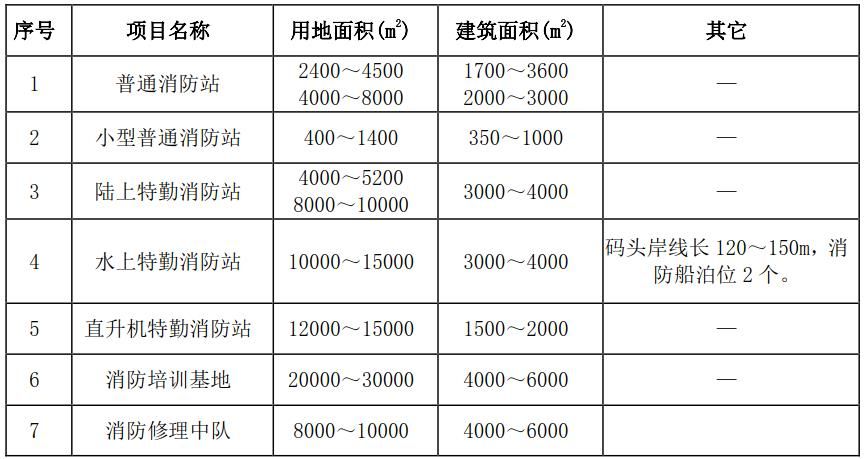 序号 项目名称 用地面积(m²) 建筑面积(m²) 其它
1 普通消防站 2400～4500 1700～3600 —
4000～8000 2000～3000
2 小型普通消防站 400～1400 350～1000 —
3 陆上特勤消防站 4000～5200 3000～4000 —
8000～10000
4 水上特勤消防站 10000～15000 3000～4000 码头岸线长 120～150m，消
防船泊位 2 个。
5 直升机特勤消防站 12000～15000 1500～2000 —
6 消防培训基地 20000～30000 4000～6000 —
7 消防修理中队 8000～10000 4000～6000